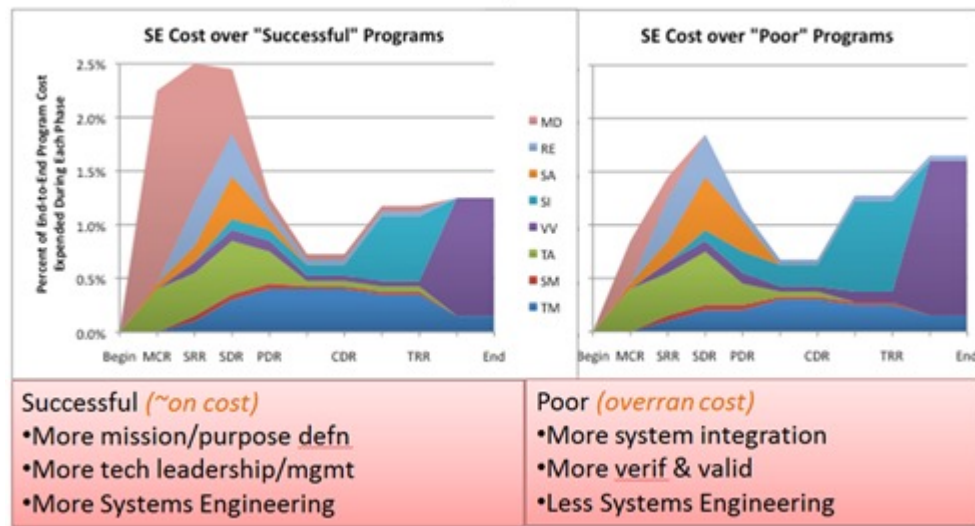 SE Cost over "Successful" Programs
Percent of End-to-End Program Cost
Expended During Each Phase
2.5%
2.0%
1.5%
1.0%
0.5%
0.0%
Begin MCR SRR SDR PDR CDR TRR End
MD
RE
SA
SI
VV
TA
SM
TM
SE Cost over "Poor" Programs
Begin MCR SRR SDR PDR CDR TRR End
Successful (~on cost)
•More mission/purpose defn
•More tech leadership/mgmt
•More Systems Engineering
Poor (overran cost)
•More system integration
•More verif & valid
•Less Systems Engineering